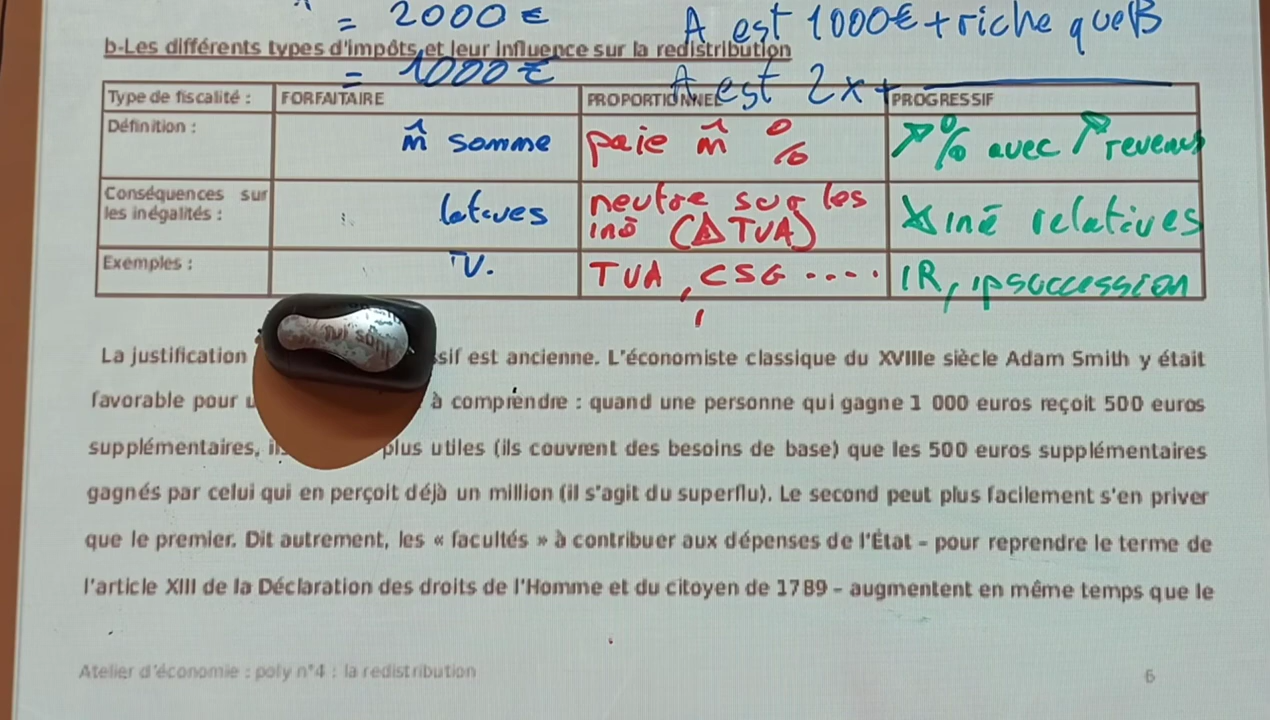 = 2000 € A est 1000€ + riche que B
b-Les différents types d'impôts et leur influence sur la redistribution
= 1000 € A est 2x +
Type de fiscalité : FORFAITAIRE PROPORTIONNEL PROGRESSIF
Définition : m̂ somme paie m̂ % ↗% avec ↗ revenus
Conséquences sur les inégalités : latives neutre sur les iné (⚠ TVA) ↘ iné relatives
Exemples : TV. TVA, CSG .... IR, ip succession
La justification sif est ancienne. L'économiste classique du XVIIIe siècle Adam Smith y était
favorable pour à comprendre : quand une personne qui gagne 1 000 euros reçoit 500 euros
supplémentaires, ils plus utiles (ils couvrent des besoins de base) que les 500 euros supplémentaires
gagnés par celui qui en perçoit déjà un million (il s'agit du superflu). Le second peut plus facilement s'en priver
que le premier. Dit autrement, les « facultés » à contribuer aux dépenses de l'État – pour reprendre le terme de
l'article XIII de la Déclaration des droits de l'Homme et du citoyen de 1789 – augmentent en même temps que le
Atelier d'économie : poly n°4 : la redistribution 6